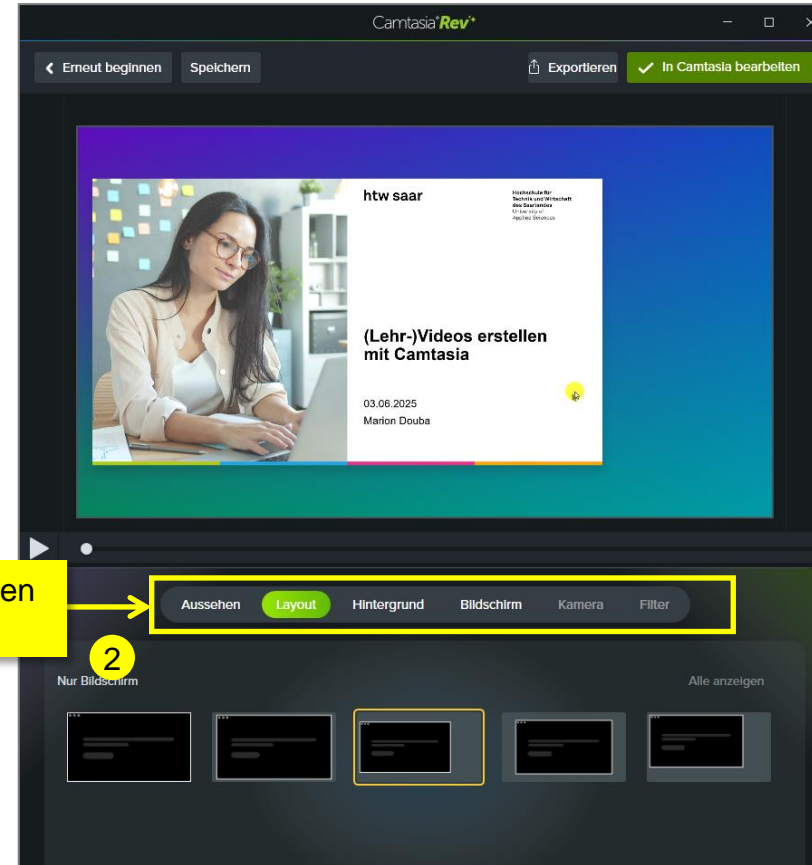 Camtasia Rev
Erneut beginnen Speichern Exportieren In Camtasia bearbeiten
htw saar
Hochschule für
Technik und Wirtschaft
des Saarlandes
University of
Applied Sciences
(Lehr-)Videos erstellen
mit Camtasia
03.06.2025
Marion Douba
en
Aussehen Layout Hintergrund Bildschirm Kamera Filter
2
Nur Bildschirm Alle anzeigen